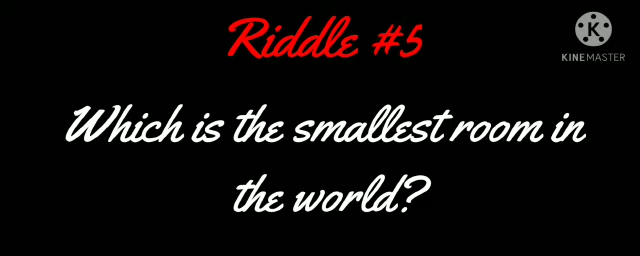 Riddle #5
K
KINEMASTER
Which is the smallest room in
the world?